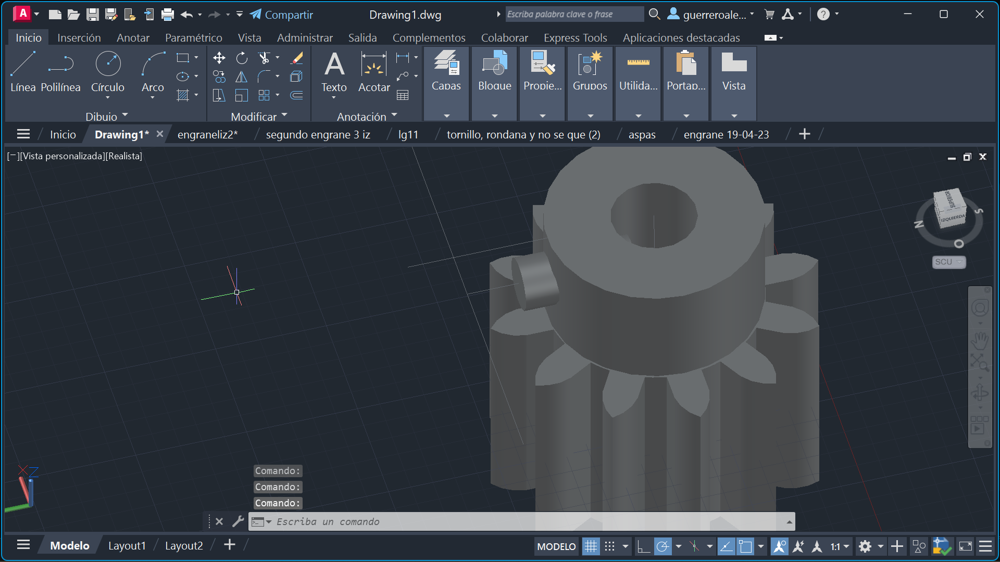 A
Compartir
Drawing1.dwg
Escriba palabra clave o frase
guerreroale...
?
Inicio Inserción Anotar Paramétrico Vista Administrar Salida Complementos Colaborar Express Tools Aplicaciones destacadas
Línea Polilínea Círculo Arco
A Texto Acotar
Capas Bloque Propie... Grupos Utilida... Portap... Vista
Dibujo Modificar Anotación
Inicio Drawing1* engraneliz2* segundo engrane 3 iz lg11 tornillo, rondana y no se que (2) aspas engrane 19-04-23
[−][Vista personalizada][Realista]
SUPERIOR
IZQUIERDA
N
S
O
SCU
X Z
Comando:
Comando:
Comando:
Escriba un comando
Modelo Layout1 Layout2
MODELO
1:1